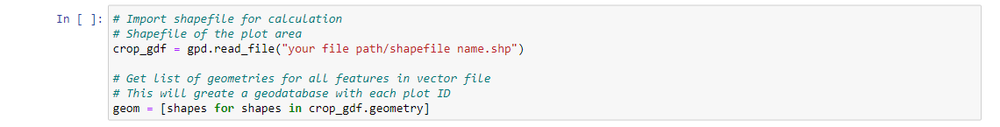 In [ ]: # Import shapefile for calculation
# Shapefile of the plot area
crop_gdf = gpd.read_file("your file path/shapefile name.shp")
# Get list of geometries for all features in vector file
# This will greate a geodatabase with each plot ID
geom = [shapes for shapes in crop_gdf.geometry]